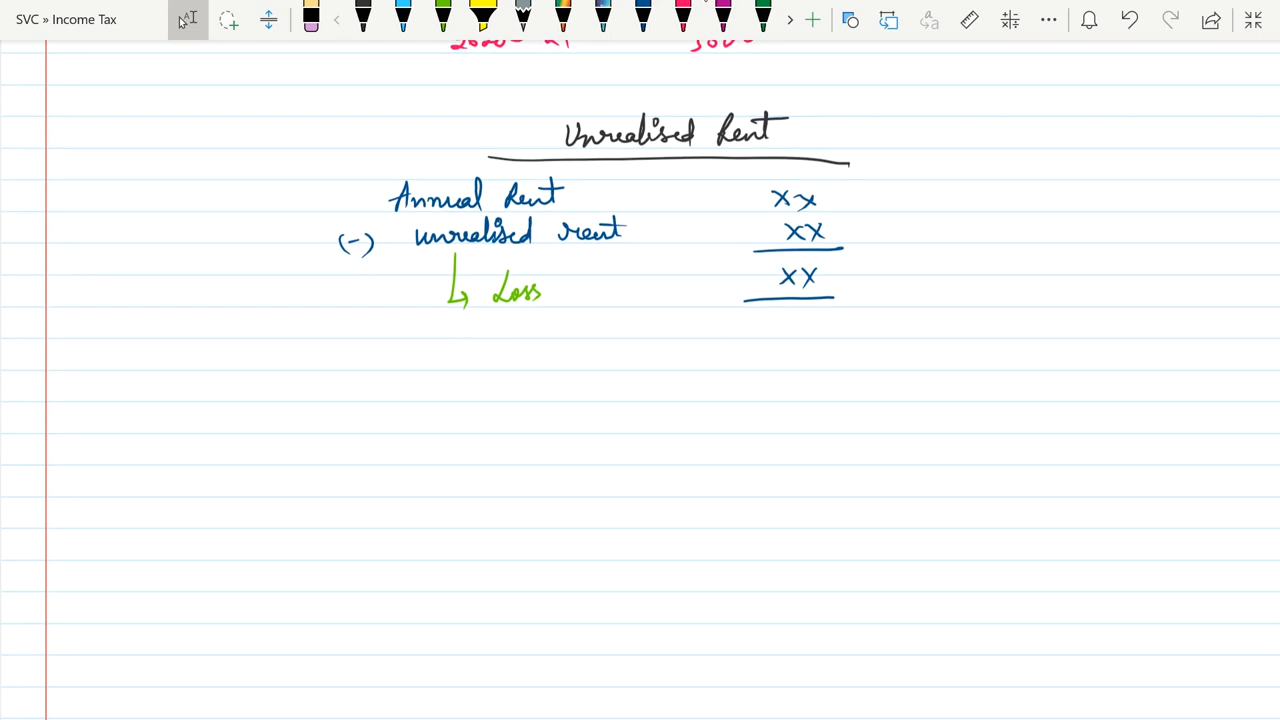 SVC » Income Tax
Unrealised Rent
Annual Rent xx
(-) unrealised rent xx
↳ Loss xx